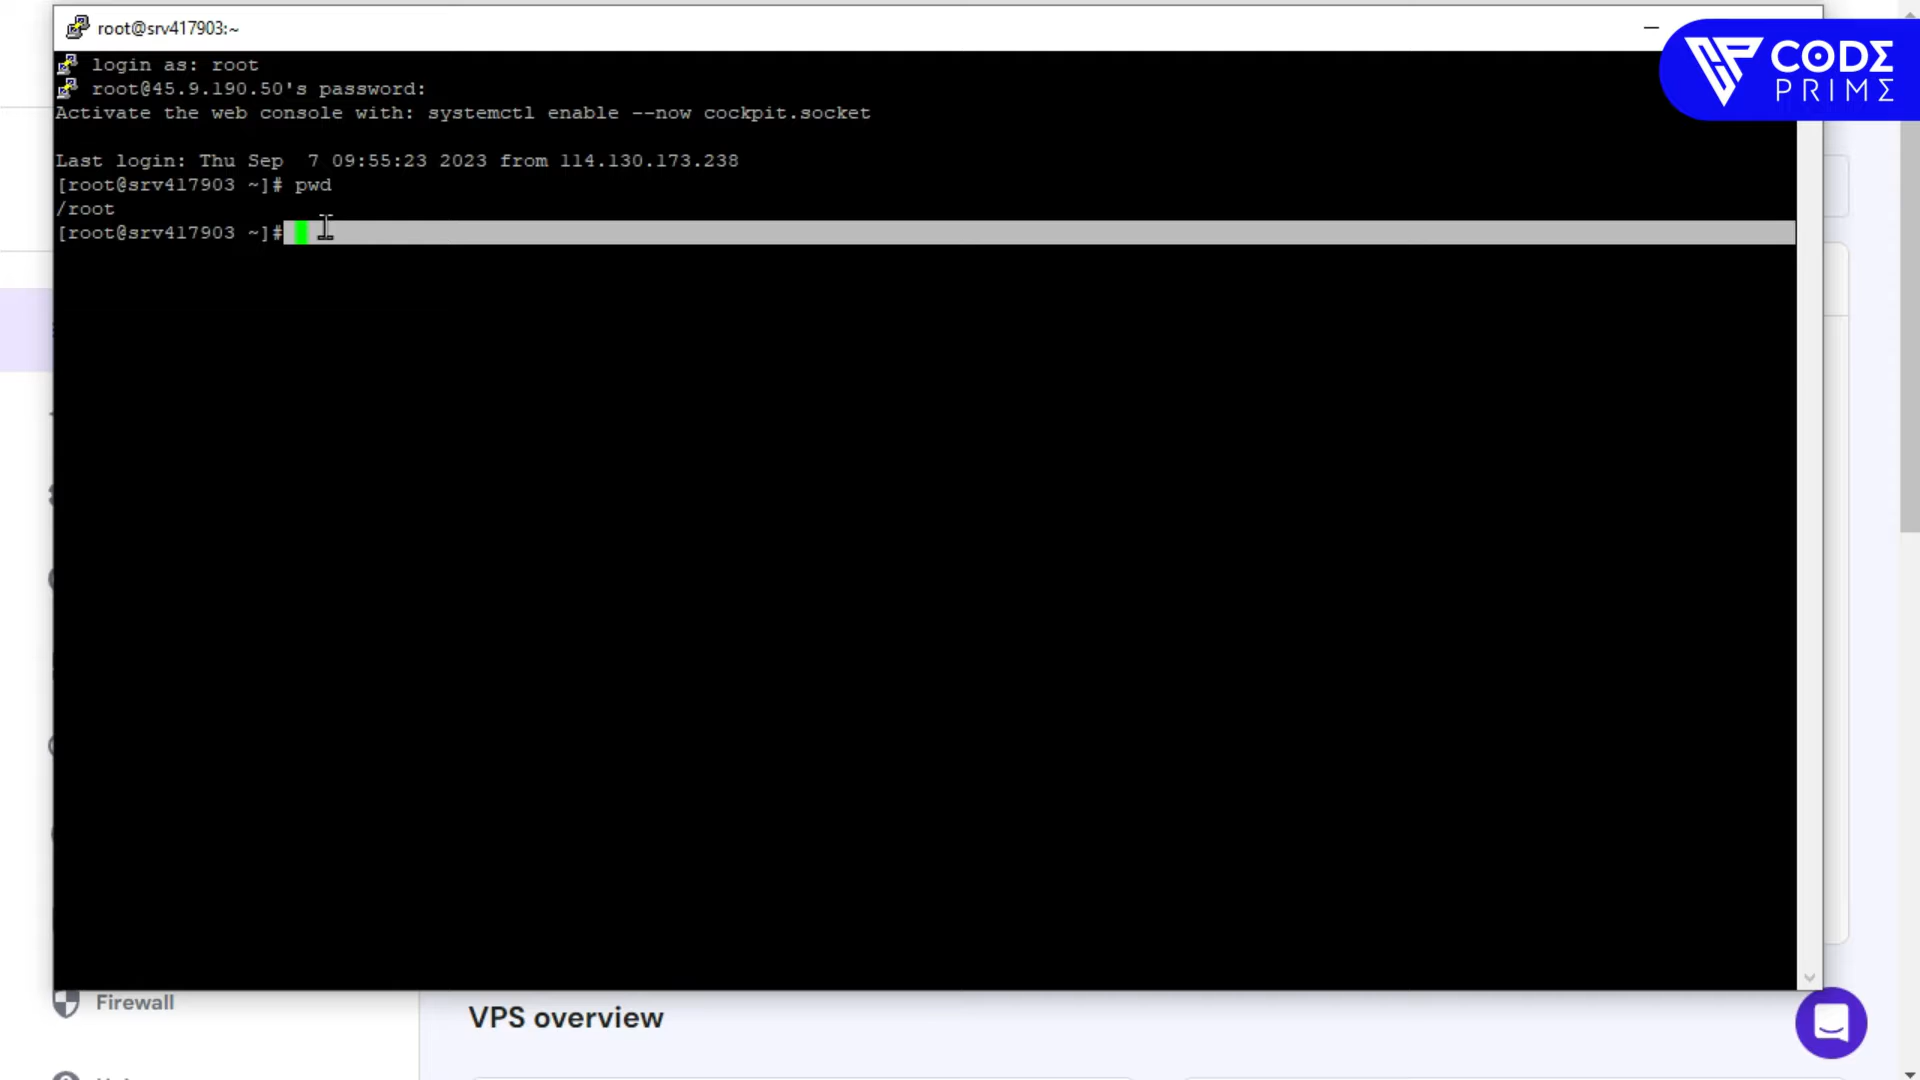 root@srv417903:~
CODE
PRIME
login as: root
root@45.9.190.50's password:
Activate the web console with: systemctl enable --now cockpit.socket
Last login: Thu Sep  7 09:55:23 2023 from 114.130.173.238
[root@srv417903 ~]# pwd
/root
[root@srv417903 ~]#
Firewall
VPS overview